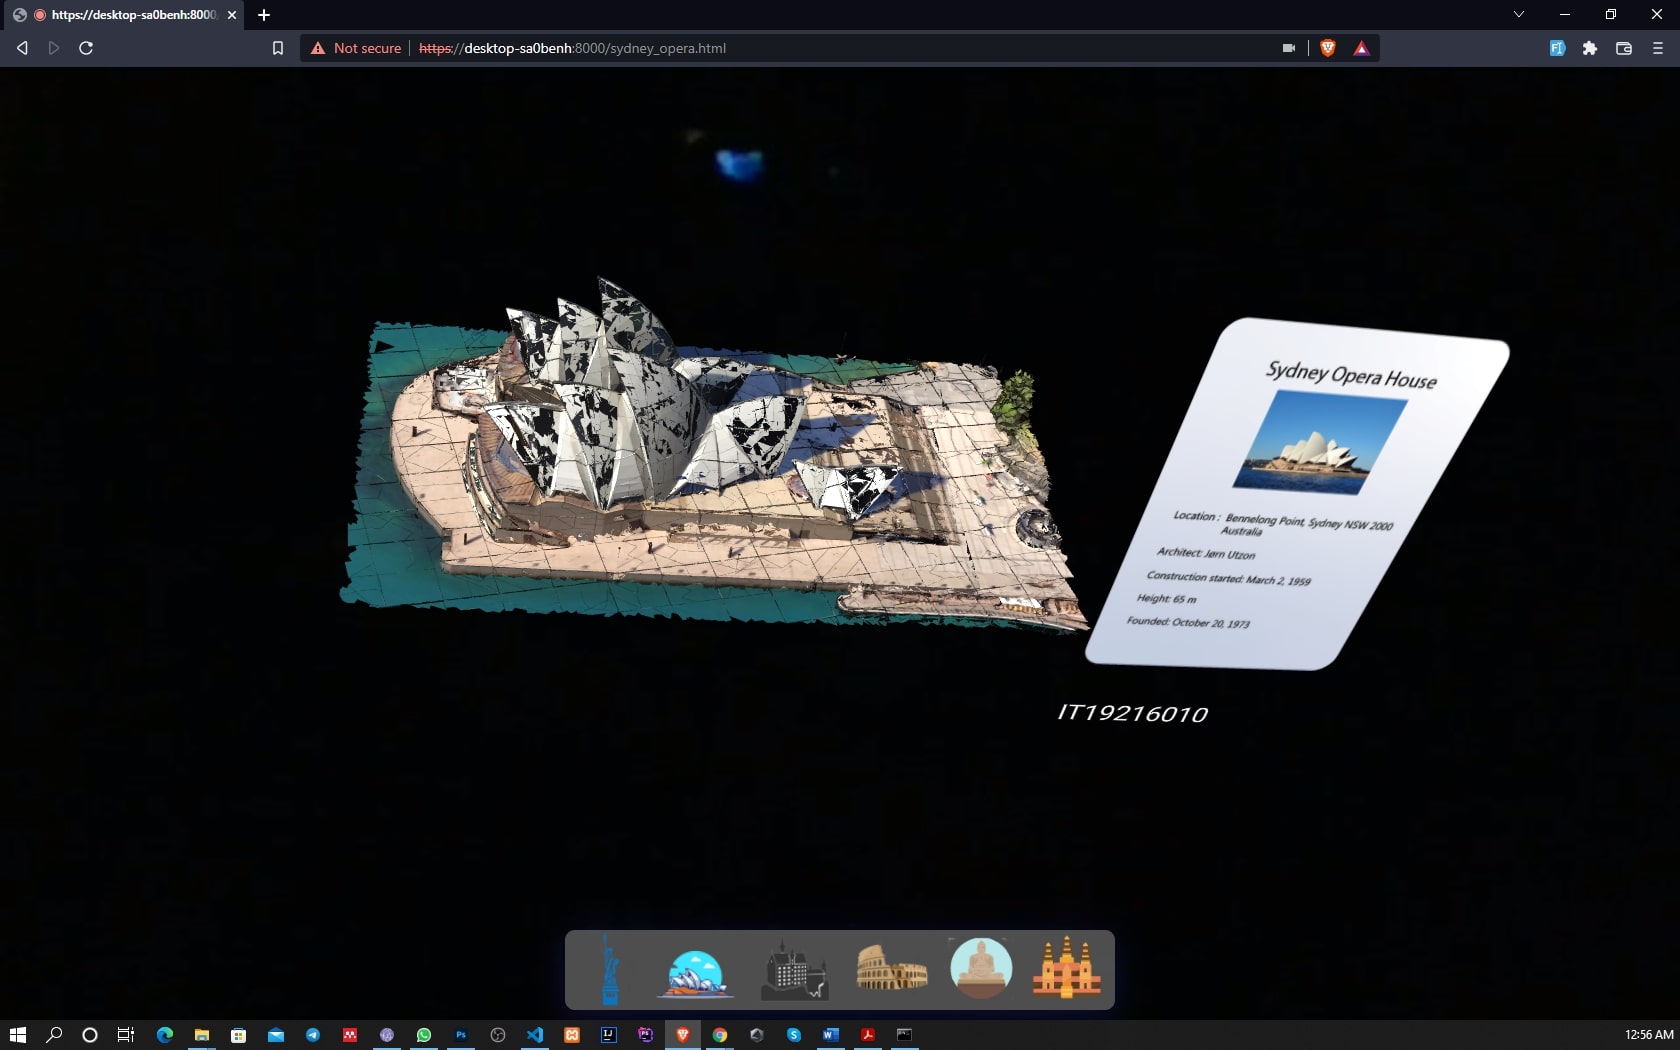 https://desktop-sa0benh:8000
Not secure
https://desktop-sa0benh:8000/sydney_opera.html
Sydney Opera House
Location : Bennelong Point, Sydney NSW 2000
Australia
Architect: Jørn Utzon
Construction started: March 2, 1959
Height: 65 m
Founded: October 20, 1973
IT19216010
12:56 AM